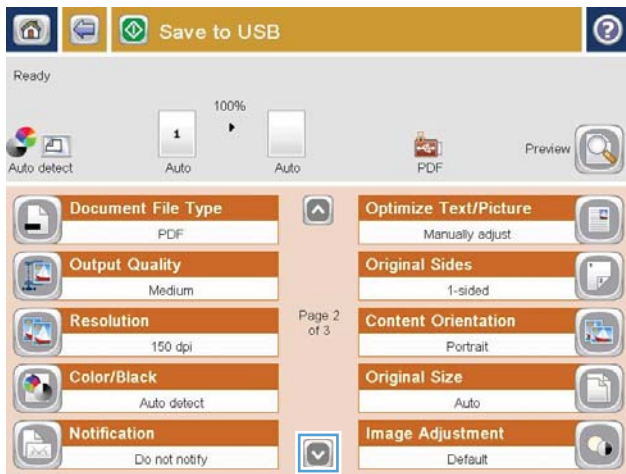 Save to USB
?
Ready
100%
1
Auto detect
Auto
Auto
PDF
Preview
Document File Type
PDF
Output Quality
Medium
Resolution
150 dpi
Color/Black
Auto detect
Notification
Do not notify
Page 2
of 3
Optimize Text/Picture
Manually adjust
Original Sides
1-sided
Content Orientation
Portrait
Original Size
Auto
Image Adjustment
Default